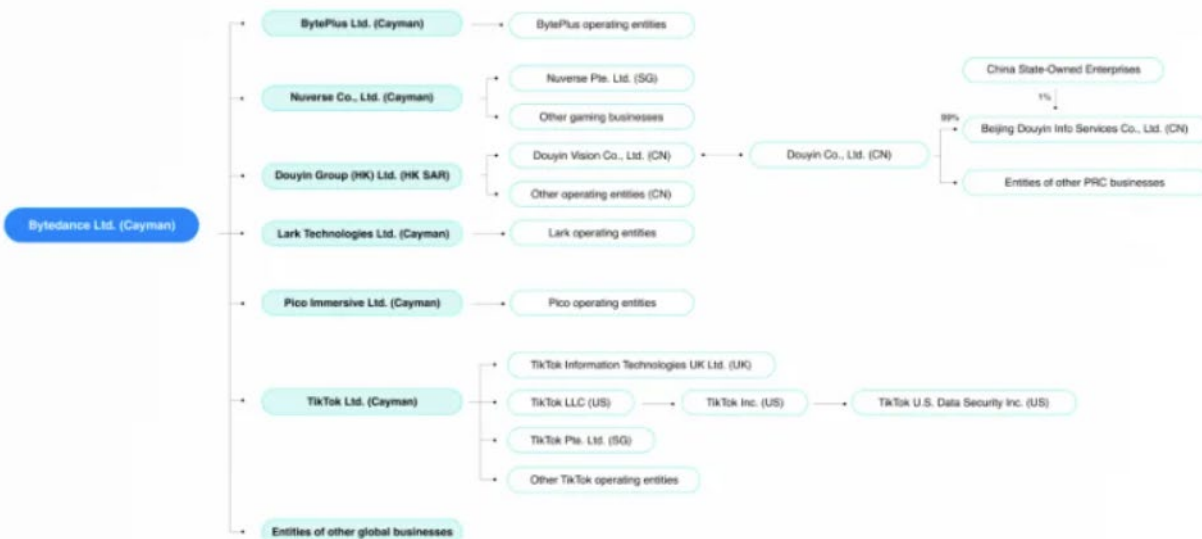 BytePlus Ltd. (Cayman)
BytePlus operating entities
Nuverse Co., Ltd. (Cayman)
Nuverse Pte. Ltd. (SG)
Other gaming businesses
China State-Owned Enterprises
1%
99%
Beijing Douyin Info Services Co., Ltd. (CN)
Douyin Group (HK) Ltd. (HK SAR)
Douyin Vision Co., Ltd. (CN)
Douyin Co., Ltd. (CN)
Other operating entities (CN)
Entities of other PRC businesses
Bytedance Ltd. (Cayman)
Lark Technologies Ltd. (Cayman)
Lark operating entities
Pico Immersive Ltd. (Cayman)
Pico operating entities
TikTok Information Technologies UK Ltd. (UK)
TikTok Ltd. (Cayman)
TikTok LLC (US)
TikTok Inc. (US)
TikTok U.S. Data Security Inc. (US)
TikTok Pte. Ltd. (SG)
Other TikTok operating entities
Entities of other global businesses